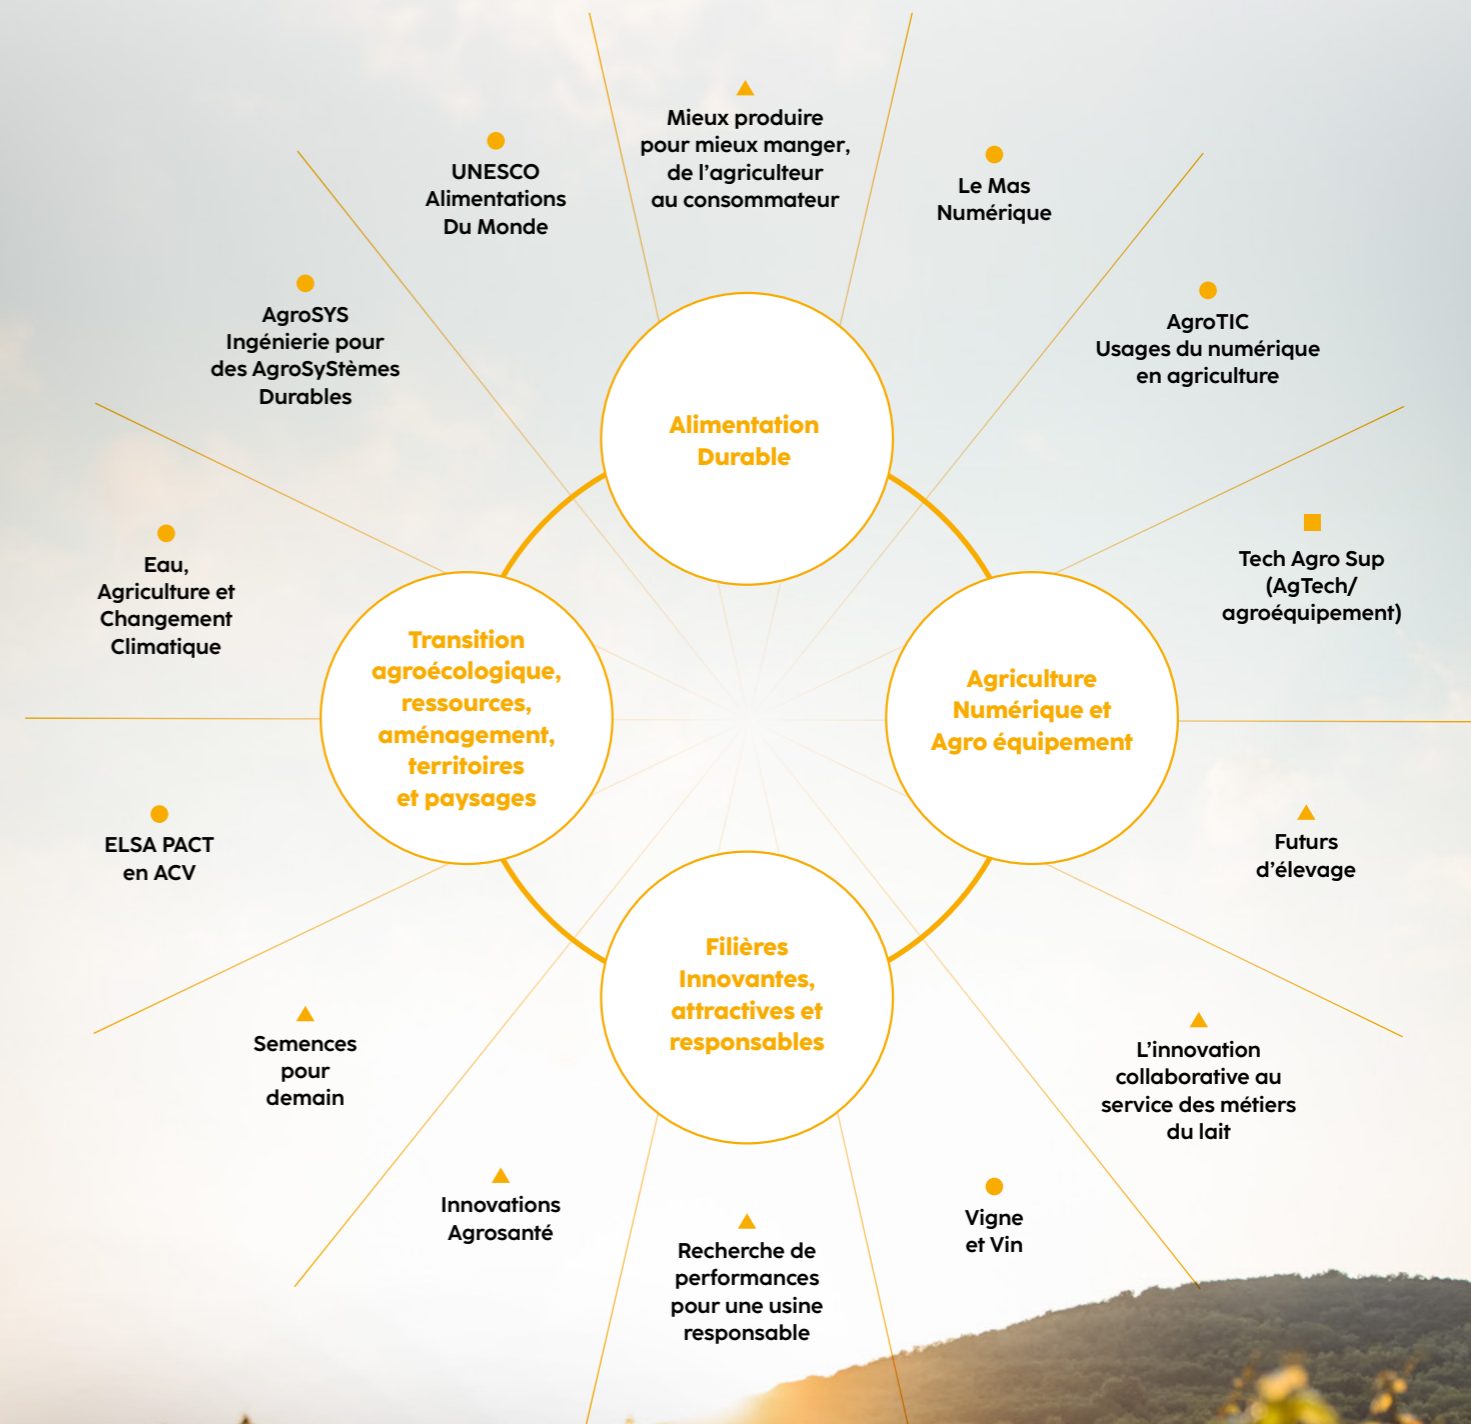 Mieux produire
pour mieux manger,
de l'agriculteur
au consommateur
UNESCO
Alimentations
Du Monde
Le Mas
Numérique
AgroSYS
Ingénierie pour
des AgroSyStèmes
Durables
AgroTIC
Usages du numérique
en agriculture
Alimentation
Durable
Eau,
Agriculture et
Changement
Climatique
Tech Agro Sup
(AgTech/
agroéquipement)
Transition
agroécologique,
ressources,
aménagement,
territoires
et paysages
Agriculture
Numérique et
Agro équipement
ELSA PACT
en ACV
Futurs
d'élevage
Filières
Innovantes,
attractives et
responsables
Semences
pour
demain
L'innovation
collaborative au
service des métiers
du lait
Innovations
Agrosanté
Recherche de
performances
pour une usine
responsable
Vigne
et Vin